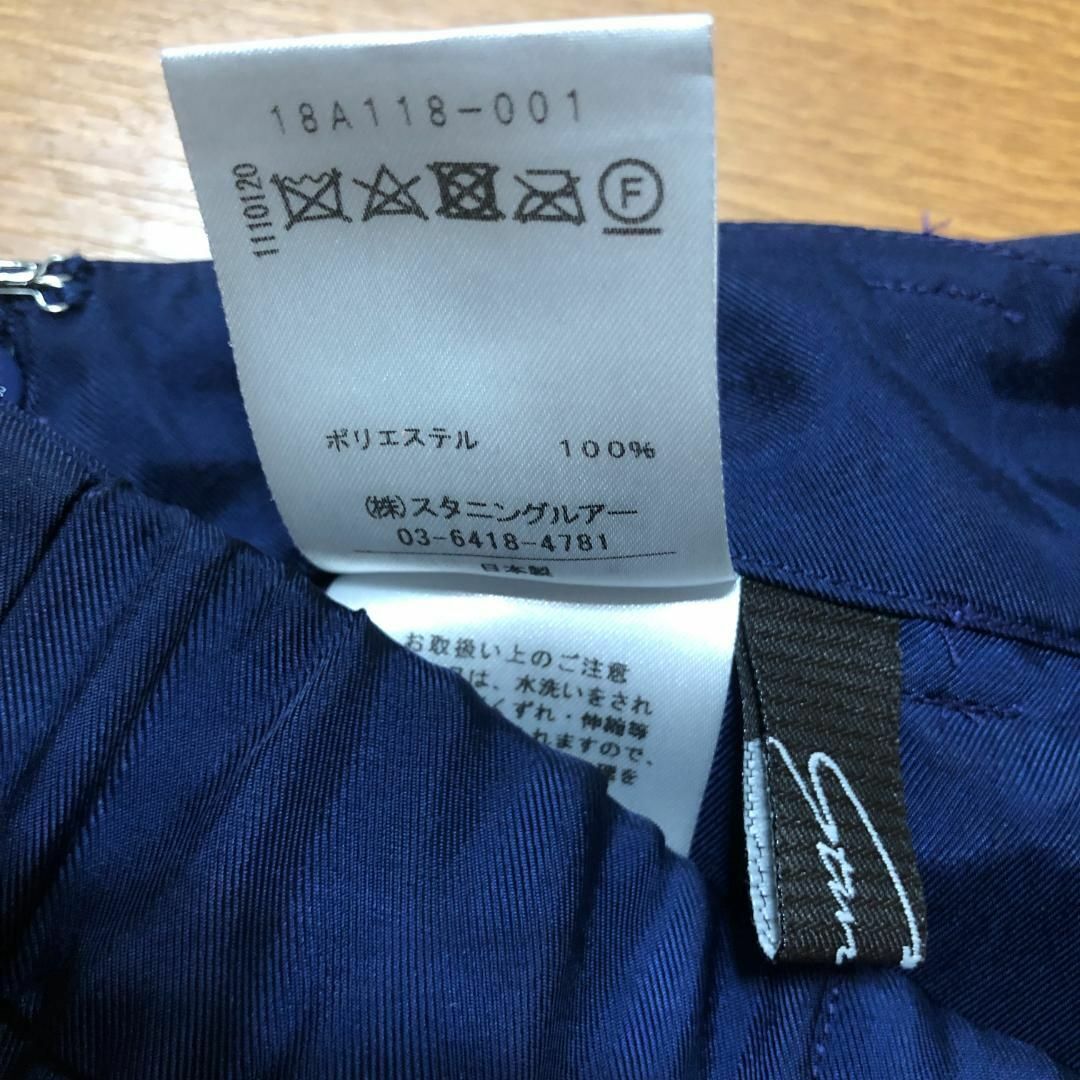 18A118-001
1110120
F
ポリエステル 100%
(株)スタニングルアー
03-6418-4781
日本製
お取扱い上のご注意
は、水洗いをされ
くずれ・伸縮等
れますので、
を